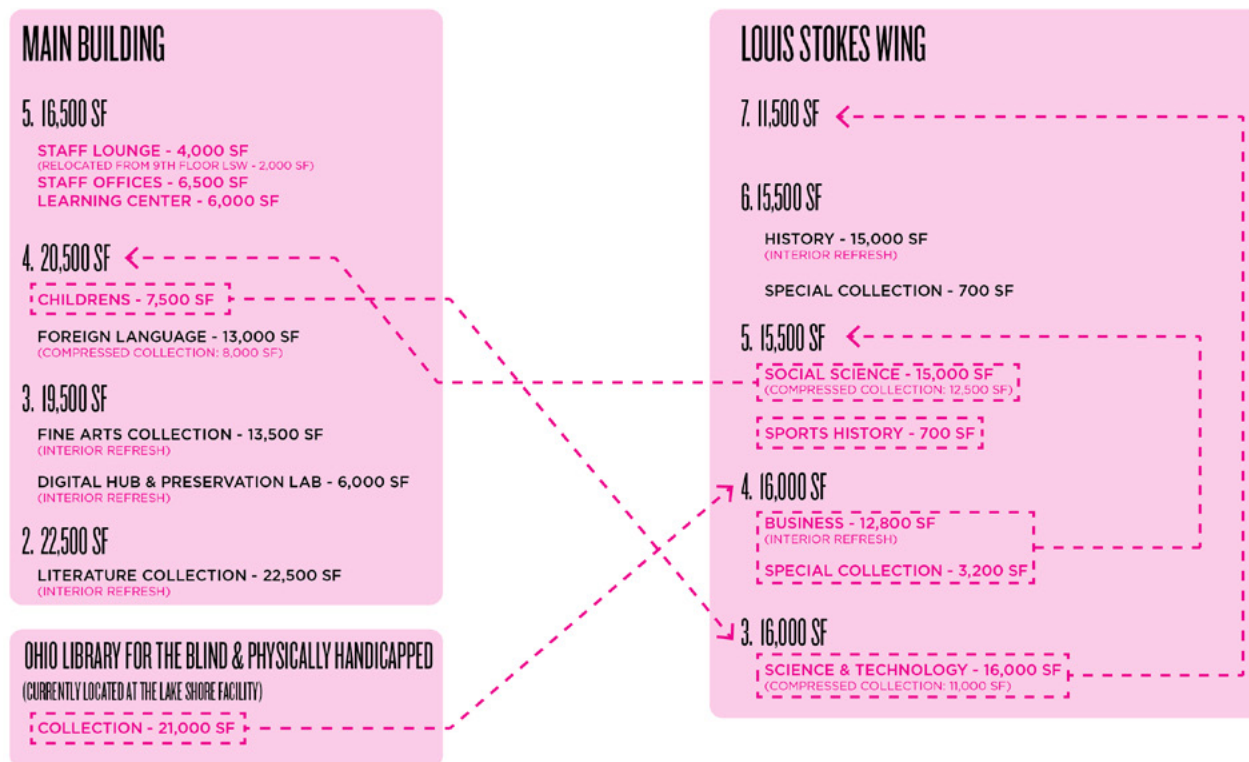 MAIN BUILDING
5. 16,500 SF
STAFF LOUNGE - 4,000 SF
(RELOCATED FROM 9TH FLOOR LSW - 2,000 SF)
STAFF OFFICES - 6,500 SF
LEARNING CENTER - 6,000 SF
4. 20,500 SF
CHILDRENS - 7,500 SF
FOREIGN LANGUAGE - 13,000 SF
(COMPRESSED COLLECTION: 8,000 SF)
3. 19,500 SF
FINE ARTS COLLECTION - 13,500 SF
(INTERIOR REFRESH)
DIGITAL HUB & PRESERVATION LAB - 6,000 SF
(INTERIOR REFRESH)
2. 22,500 SF
LITERATURE COLLECTION - 22,500 SF
(INTERIOR REFRESH)
OHIO LIBRARY FOR THE BLIND & PHYSICALLY HANDICAPPED
(CURRENTLY LOCATED AT THE LAKE SHORE FACILITY)
COLLECTION - 21,000 SF
LOUIS STOKES WING
7. 11,500 SF
6. 15,500 SF
HISTORY - 15,000 SF
(INTERIOR REFRESH)
SPECIAL COLLECTION - 700 SF
5. 15,500 SF
SOCIAL SCIENCE - 15,000 SF
(COMPRESSED COLLECTION: 12,500 SF)
SPORTS HISTORY - 700 SF
4. 16,000 SF
BUSINESS - 12,800 SF
(INTERIOR REFRESH)
SPECIAL COLLECTION - 3,200 SF
3. 16,000 SF
SCIENCE & TECHNOLOGY - 16,000 SF
(COMPRESSED COLLECTION: 11,000 SF)